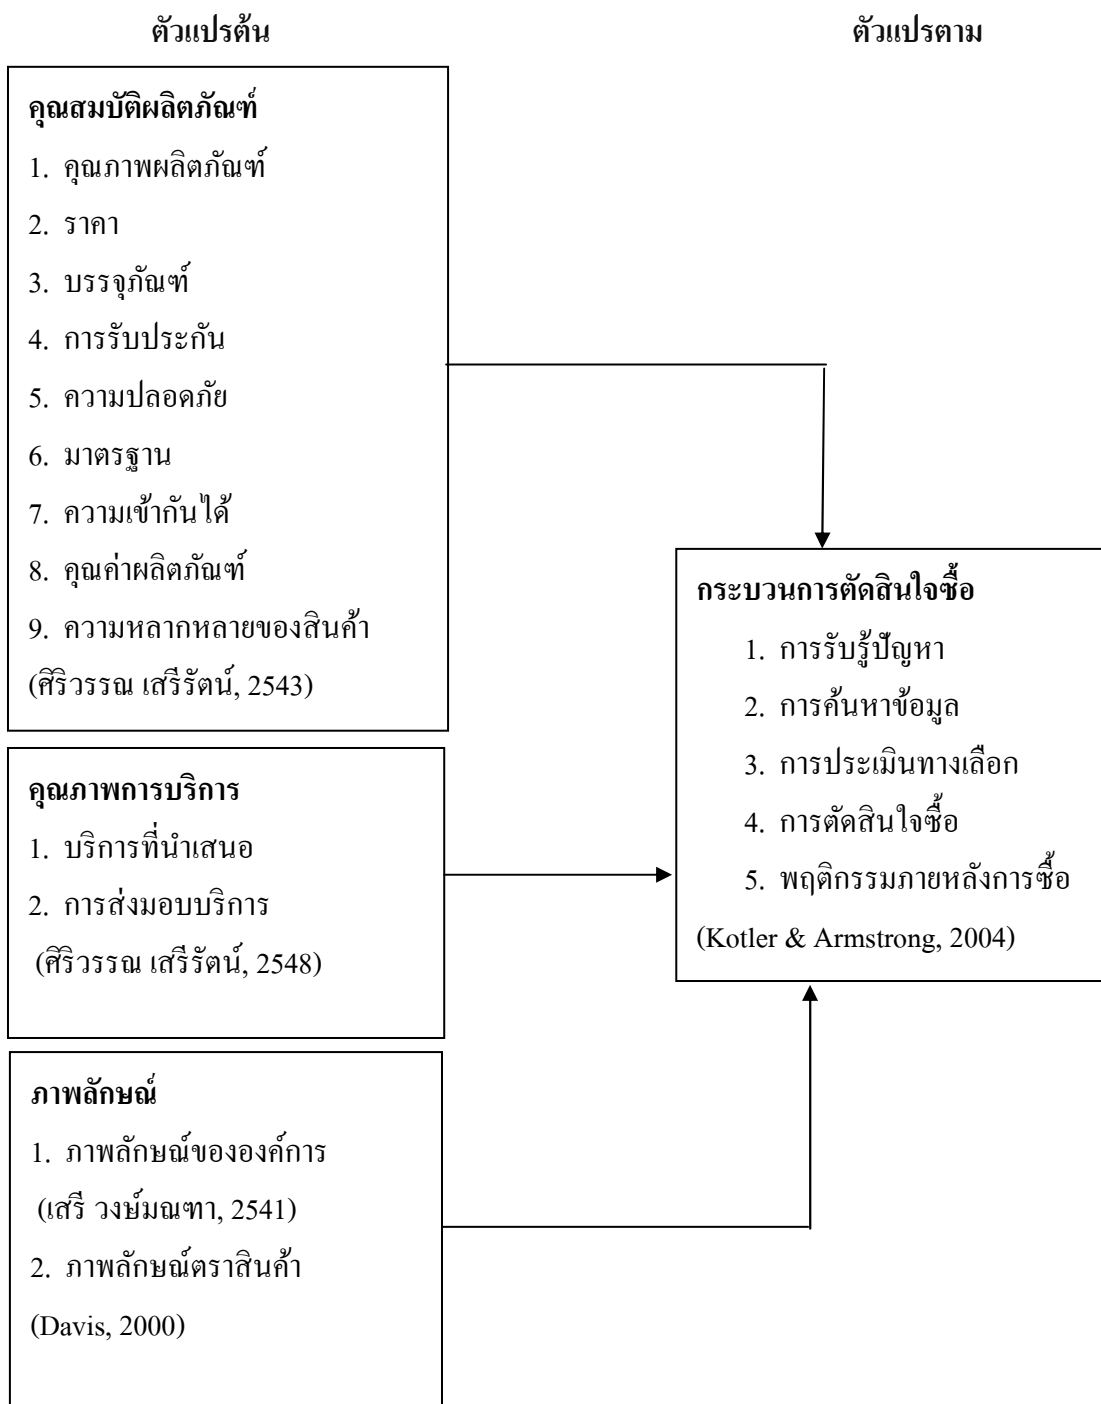 ตัวแปรต้น
ตัวแปรตาม
คุณสมบัติผลิตภัณฑ์
1. คุณภาพผลิตภัณฑ์
2. ราคา
3. บรรจุภัณฑ์
4. การรับประกัน
5. ความปลอดภัย
6. มาตรฐาน
7. ความเข้ากันได้
8. คุณค่าผลิตภัณฑ์
9. ความหลากหลายของสินค้า
(ศิริวรรณ เสรีรัตน์, 2543)
คุณภาพการบริการ
1. บริการที่นำเสนอ
2. การส่งมอบบริการ
(ศิริวรรณ เสรีรัตน์, 2548)
ภาพลักษณ์
1. ภาพลักษณ์ขององค์การ
(เสรี วงษ์มณฑา, 2541)
2. ภาพลักษณ์ตราสินค้า
(Davis, 2000)
กระบวนการตัดสินใจซื้อ
1. การรับรู้ปัญหา
2. การค้นหาข้อมูล
3. การประเมินทางเลือก
4. การตัดสินใจซื้อ
5. พฤติกรรมภายหลังการซื้อ
(Kotler & Armstrong, 2004)